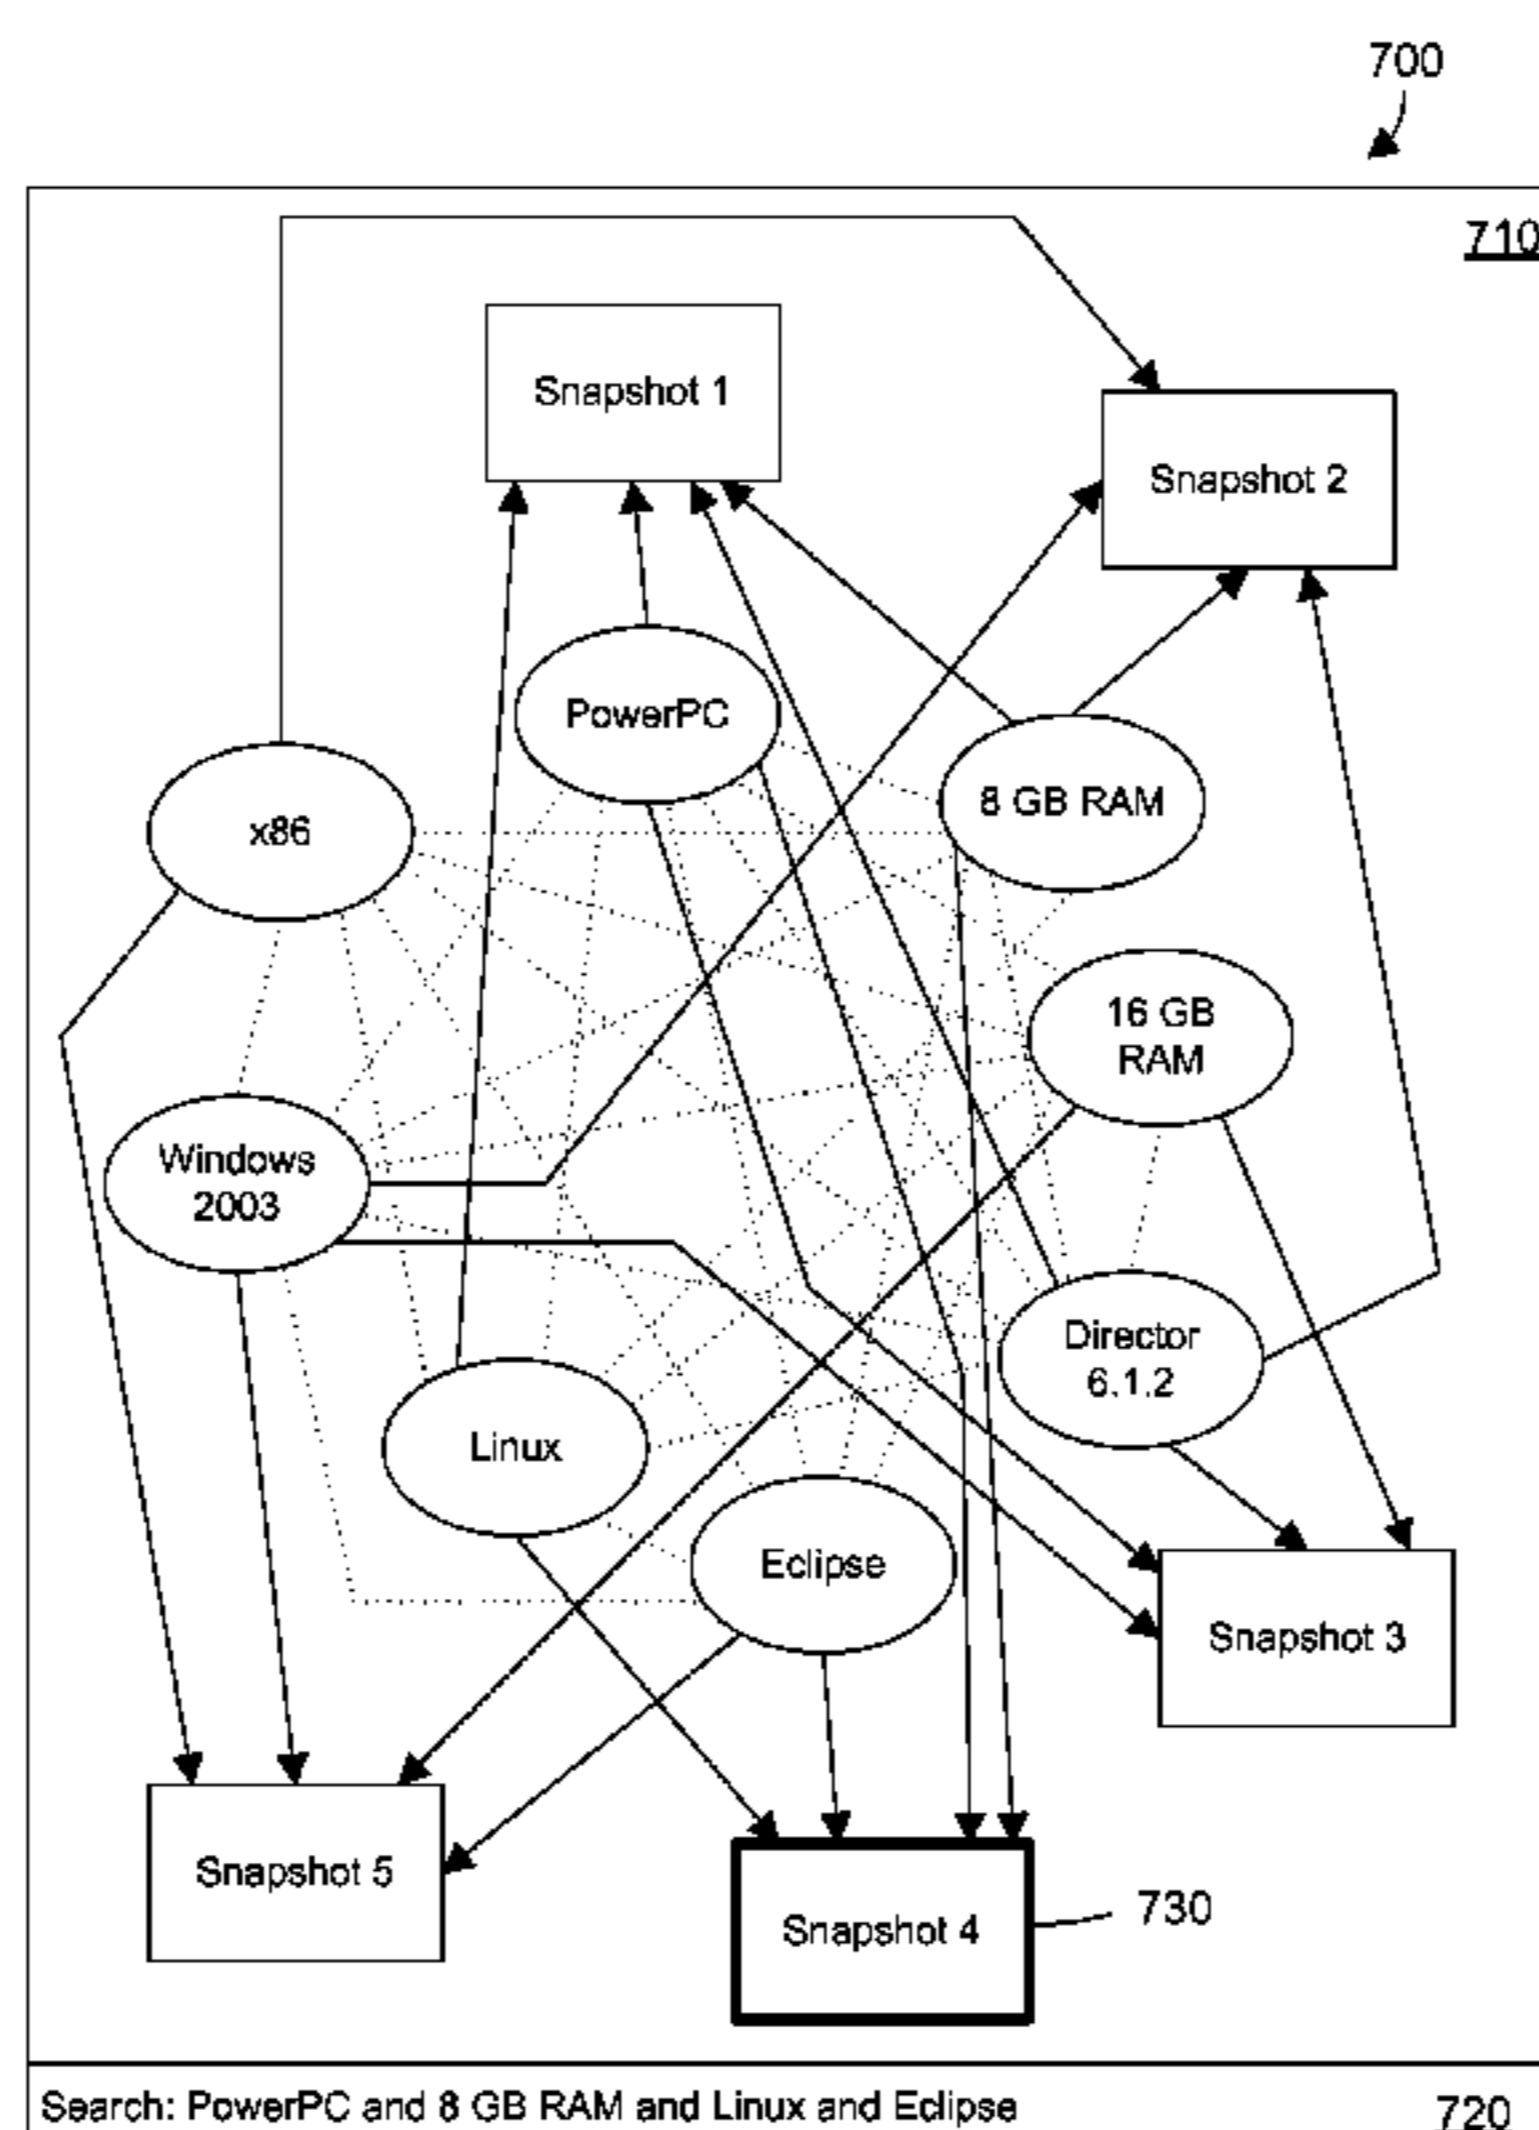 700
710
Snapshot 1
Snapshot 2
PowerPC
8 GB RAM
x86
16 GB
RAM
Windows
2003
Director
6.1.2
Linux
Eclipse
Snapshot 3
Snapshot 5
730
Snapshot 4
Search: PowerPC and 8 GB RAM and Linux and Eclipse
720